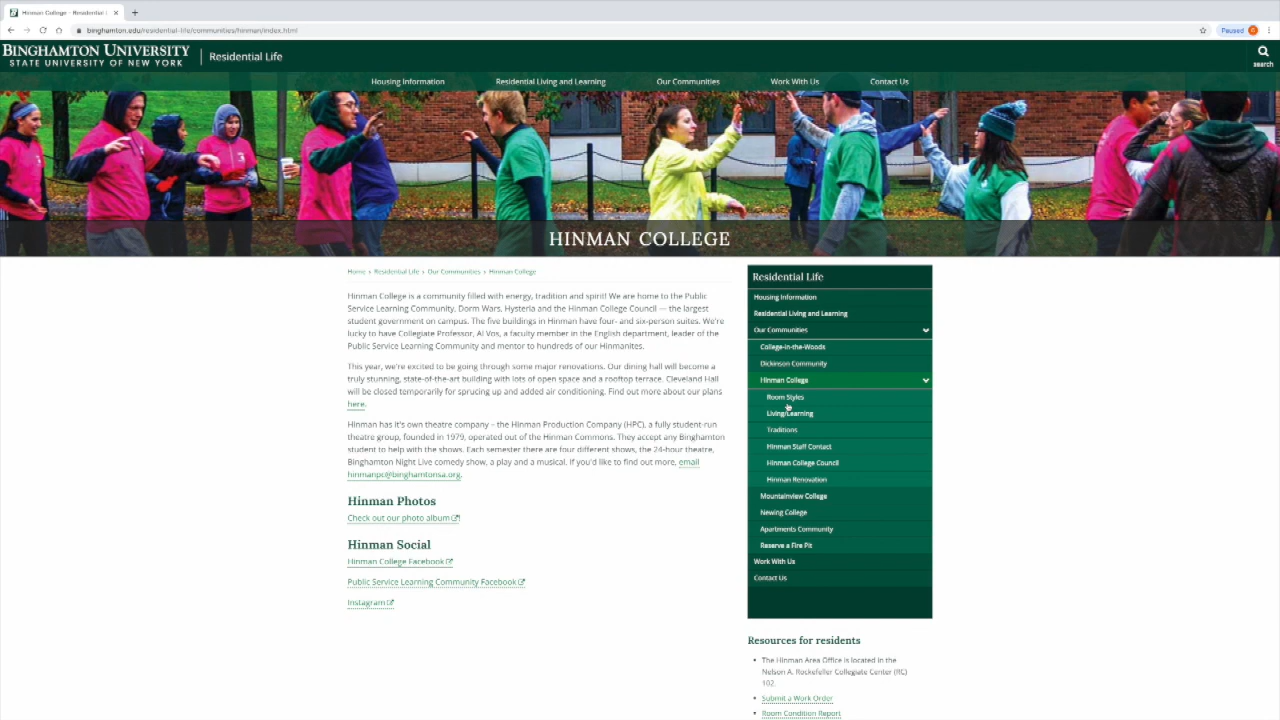 Hinman College - Residential
binghamton.edu/residential-life/communities/hinman/index.html
Paused
BINGHAMTON UNIVERSITY
STATE UNIVERSITY OF NEW YORK
Residential Life
search
Housing Information
Residential Living and Learning
Our Communities
Work With Us
Contact Us
HINMAN COLLEGE
Home › Residential Life › Our Communities › Hinman College
Hinman College is a community filled with energy, tradition and spirit! We are home to the Public
Service Learning Community, Dorm Wars, Hysteria and the Hinman College Council — the largest
student government on campus. The five buildings in Hinman have four- and six-person suites. We're
lucky to have Collegiate Professor, Al Vos, a faculty member in the English department, leader of the
Public Service Learning Community and mentor to hundreds of our Hinmanites.
This year, we're excited to be going through some major renovations. Our dining hall will become a
truly stunning, state-of-the-art building with lots of open space and a rooftop terrace. Cleveland Hall
will be closed temporarily for sprucing up and added air conditioning. Find out more about our plans
here.
Hinman has it's own theatre company – the Hinman Production Company (HPC), a fully student-run
theatre group, founded in 1979, operated out of the Hinman Commons. They accept any Binghamton
student to help with the shows. Each semester there are four different shows, the 24-hour theatre,
Binghamton Night Live comedy show, a play and a musical. If you'd like to find out more, email
hinmanpc@binghamtonsa.org.
Hinman Photos
Check out our photo album!
Hinman Social
Hinman College Facebook
Public Service Learning Community Facebook
Instagram
Residential Life
Housing Information
Residential Living and Learning
Our Communities
College-in-the-Woods
Dickinson Community
Hinman College
Room Styles
Living/Learning
Traditions
Hinman Staff Contact
Hinman College Council
Hinman Renovation
Mountainview College
Newing College
Apartments Community
Reserve a Fire Pit
Work With Us
Contact Us
Resources for residents
• The Hinman Area Office is located in the
Nelson A. Rockefeller Collegiate Center (RC)
102.
• Submit a Work Order
• Room Condition Report